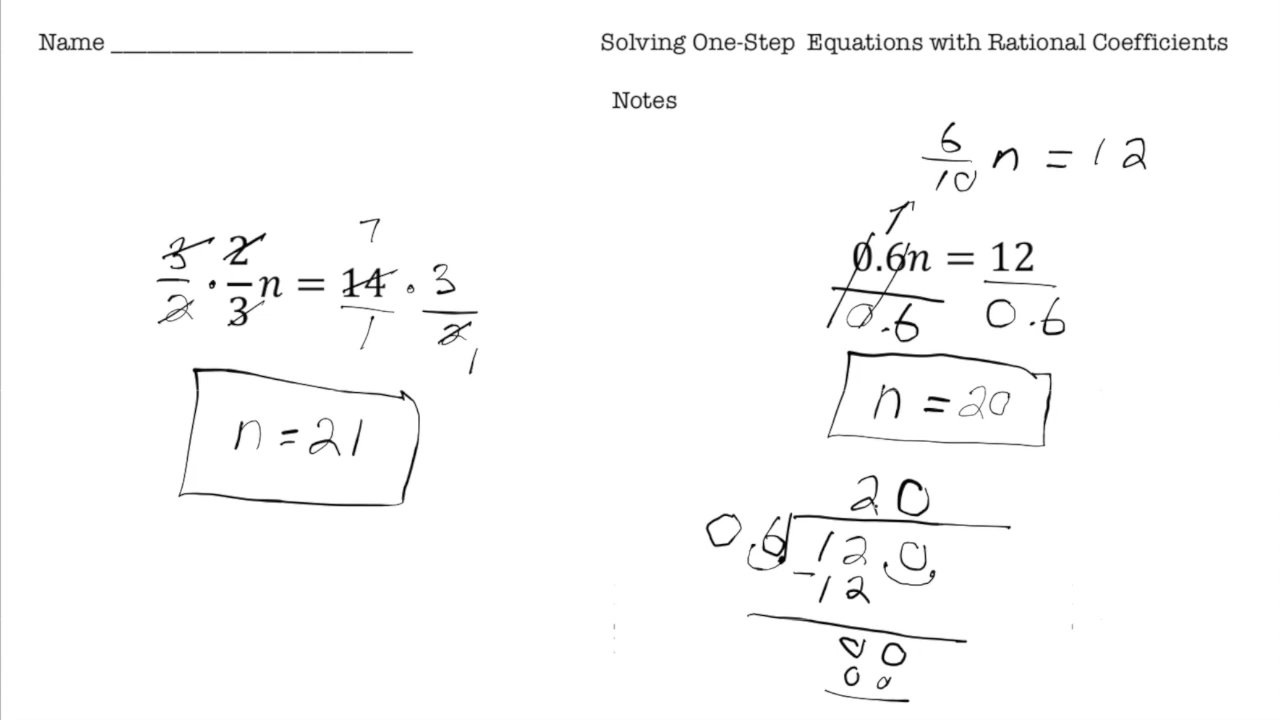 Name ____________________
Solving One-Step Equations with Rational Coefficients
Notes
6/10 n = 12
3/2 · 2/3 n = 14/1 · 3/2
7
1
n = 21
0.6n = 12
1 0.6 0.6
n = 20
20
0.6 12.0
-12
00
00